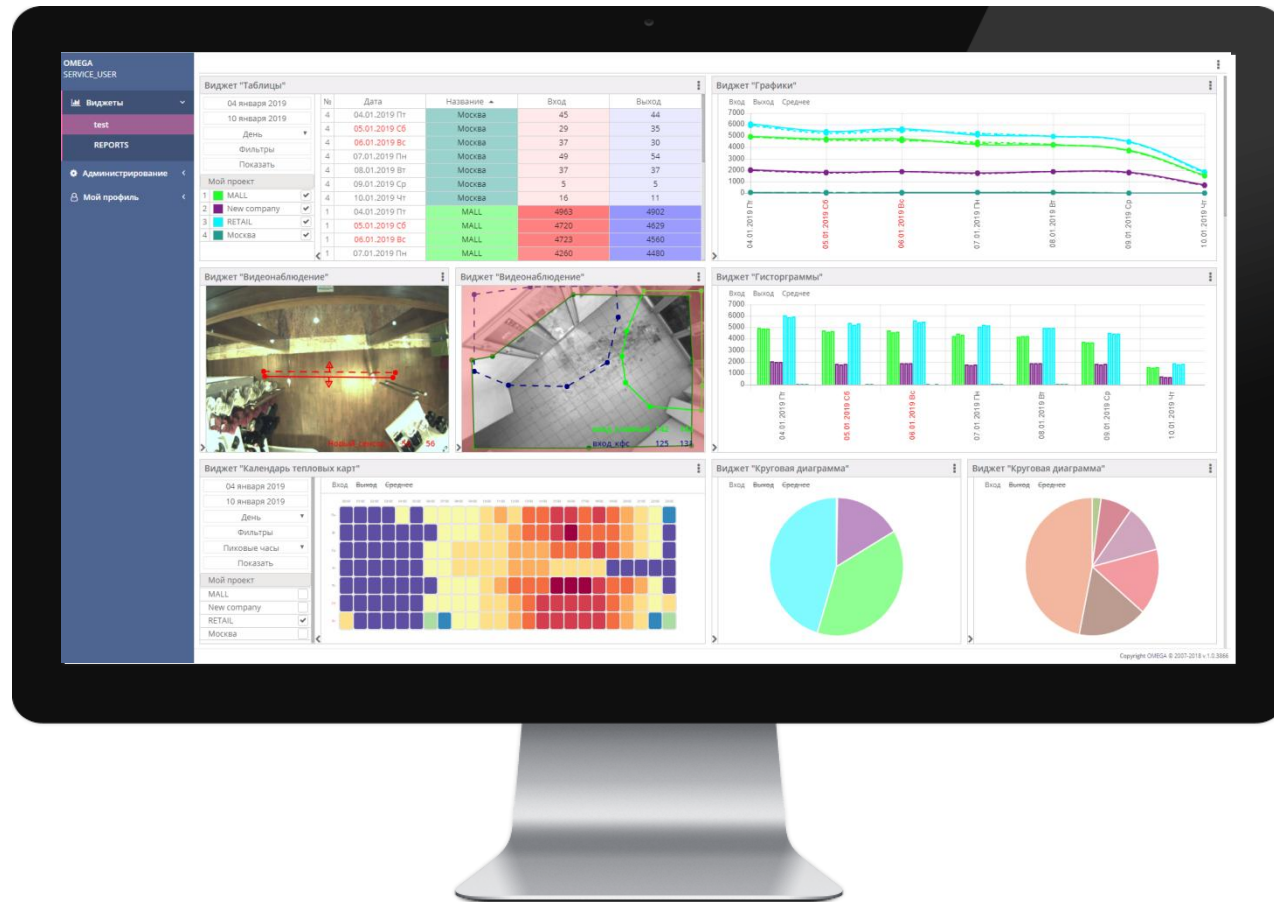 OMEGA
SERVICE_USER
Виджеты
test
REPORTS
Администрирование
Мой профиль
Виджет "Таблицы"
04 января 2019
10 января 2019
День
Фильтры
Показать
Мой проект
1 MALL
2 New company
3 RETAIL
4 Москва
№ Дата Название Вход Выход
4 04.01.2019 Пт Москва 45 44
4 05.01.2019 Сб Москва 29 35
4 06.01.2019 Вс Москва 37 30
4 07.01.2019 Пн Москва 49 54
4 08.01.2019 Вт Москва 37 37
4 09.01.2019 Ср Москва 5 5
4 10.01.2019 Чт Москва 16 11
1 04.01.2019 Пт MALL 4963 4902
1 05.01.2019 Сб MALL 4720 4629
1 06.01.2019 Вс MALL 4723 4560
1 07.01.2019 Пн MALL 4260 4480
Виджет "Графики"
Вход Выход Среднее
7000
6000
5000
4000
3000
2000
1000
0
04.01.2019 Пт
05.01.2019 Сб
06.01.2019 Вс
07.01.2019 Пн
08.01.2019 Вт
09.01.2019 Ср
10.01.2019 Чт
Виджет "Видеонаблюдение"
56
Виджет "Видеонаблюдение"
вход_кфс 125
Виджет "Гисторграммы"
Вход Выход Среднее
7000
6000
5000
4000
3000
2000
1000
0
04.01.2019 Пт
05.01.2019 Сб
06.01.2019 Вс
07.01.2019 Пн
08.01.2019 Вт
09.01.2019 Ср
10.01.2019 Чт
Виджет "Календарь тепловых карт"
04 января 2019
10 января 2019
День
Фильтры
Пиковые часы
Показать
Мой проект
MALL
New company
RETAIL
Москва
Вход Выход Среднее
Виджет "Круговая диаграмма"
Вход Выход Среднее
Виджет "Круговая диаграмма"
Вход Выход Среднее
Copyright OMEGA © 2007-2018 v 1.0.5666